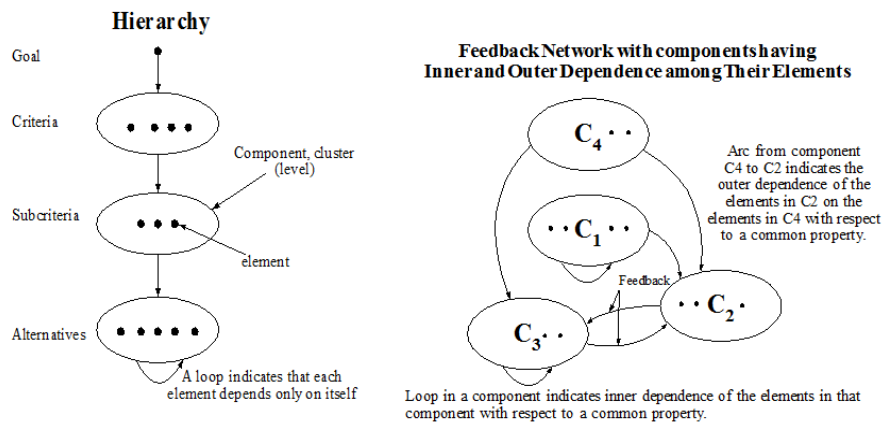 Hierarchy
Goal
Criteria
Component, cluster
(level)
Subcriteria
element
Alternatives
A loop indicates that each
element depends only on itself
Feedback Network with components having
Inner and Outer Dependence among Their Elements
C4
Arc from component
C4 to C2 indicates the
outer dependence of the
elements in C2 on the
elements in C4 with respect
to a common property.
C1
Feedback
C2
C3
Loop in a component indicates inner dependence of the elements in that
component with respect to a common property.